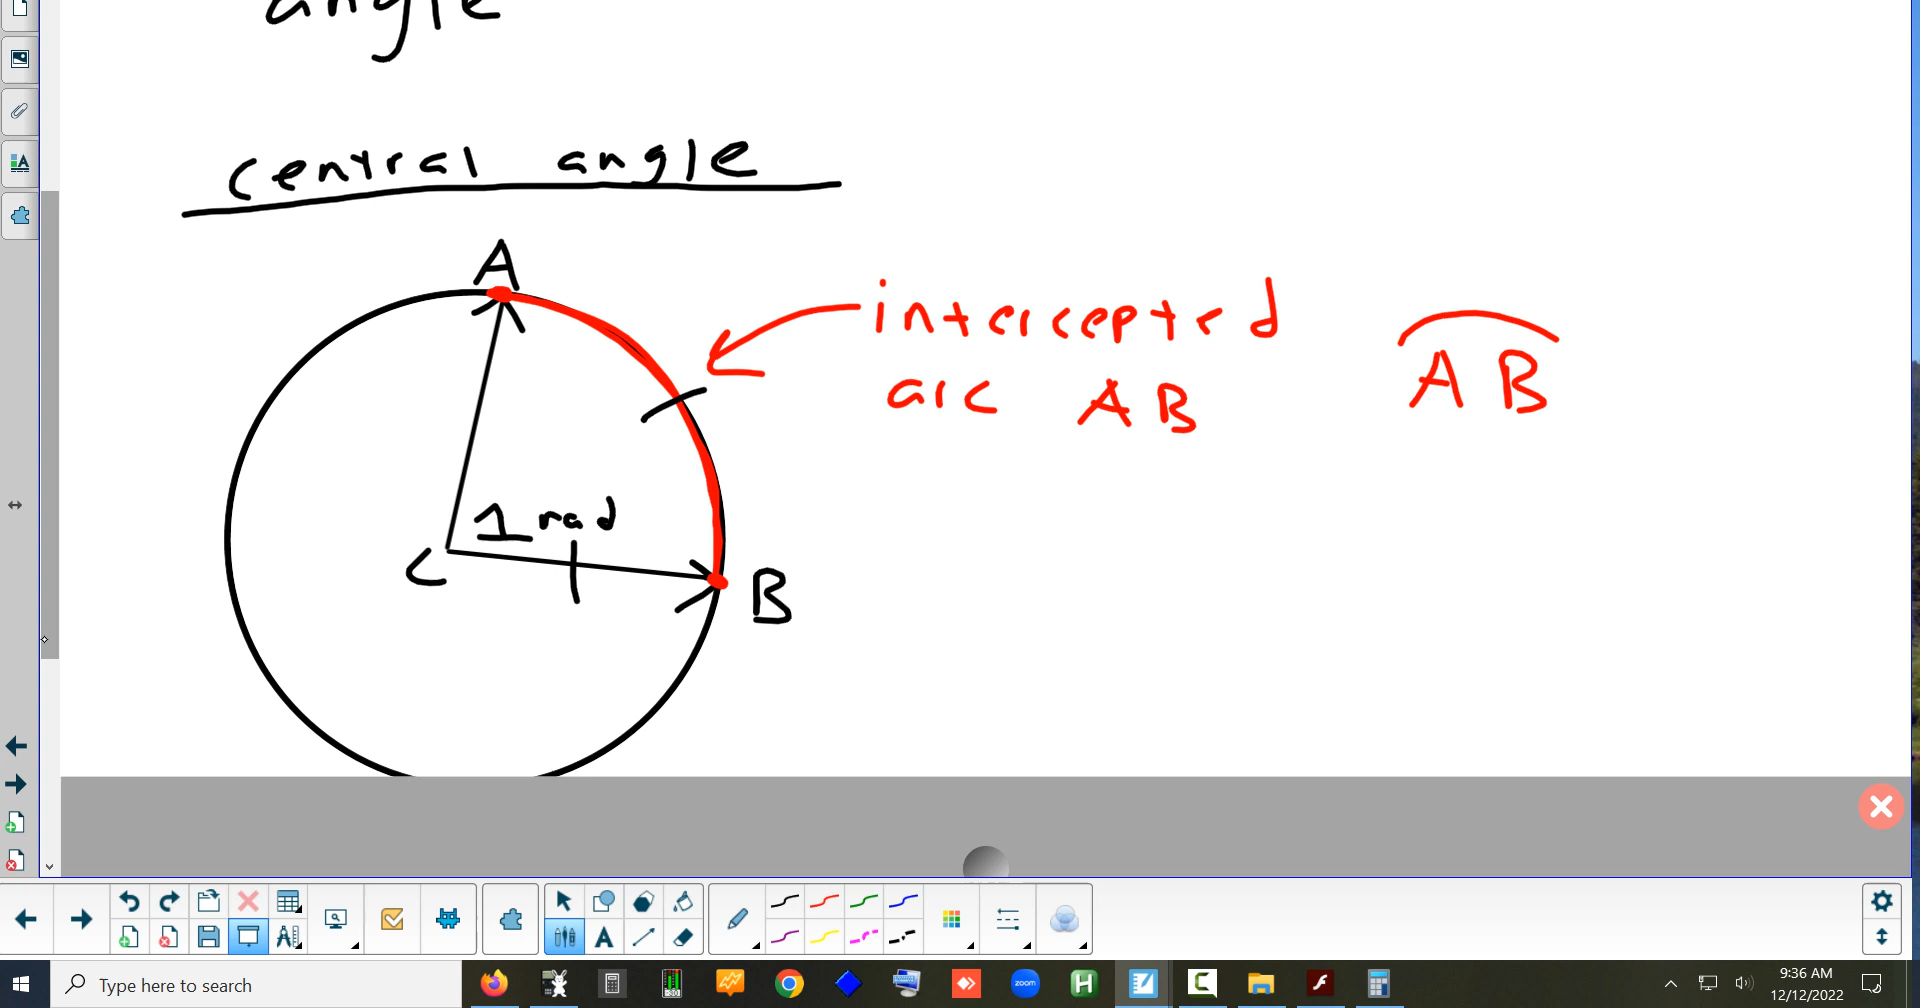 angle
central angle
A
intercepted
arc AB
AB
1 rad
C
B
Type here to search
zoom
9:36 AM
12/12/2022